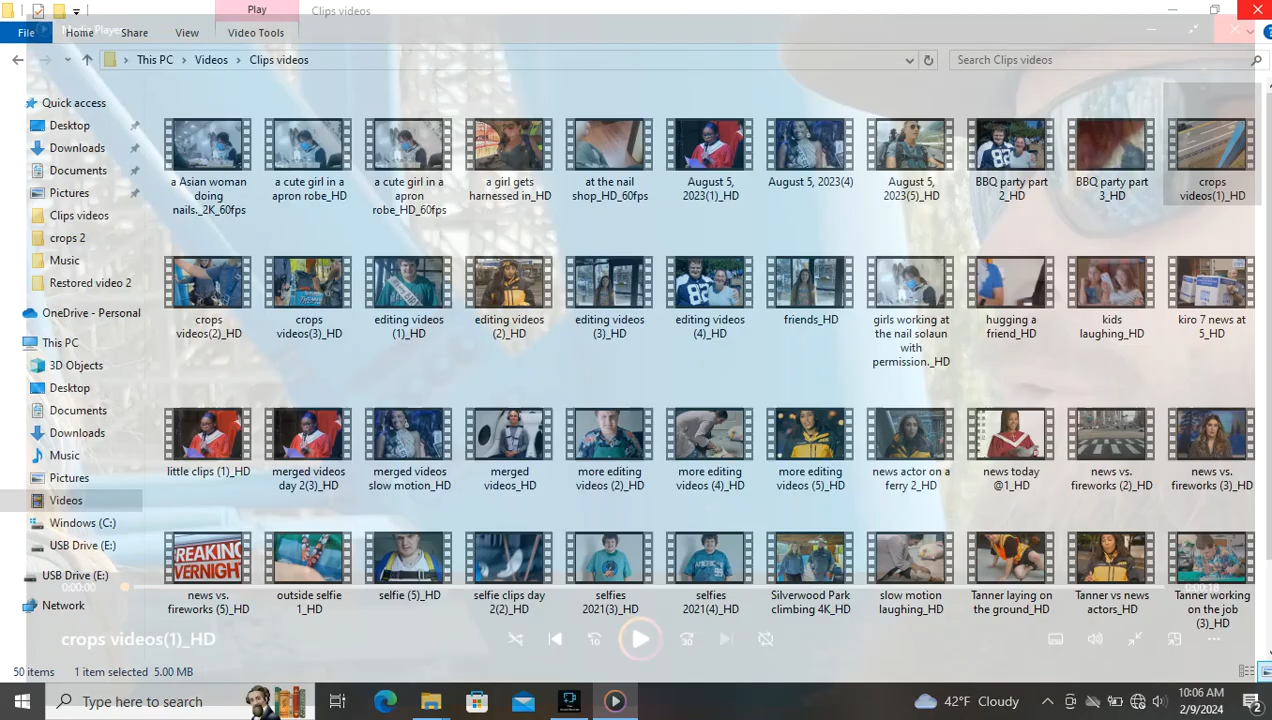 Play
Clips videos
Media Player
File
Home
Share
View
Video Tools
This PC
Videos
Clips videos
Search Clips videos
Quick access
Desktop
Downloads
Documents
Pictures
Clips videos
crops 2
Music
Restored video 2
OneDrive - Personal
This PC
3D Objects
Desktop
Documents
Downloads
Music
Pictures
Videos
Windows (C:)
USB Drive (E:)
USB Drive (E:)
Network
a Asian woman
doing
nails._2K_60fps
a cute girl in a
apron robe_HD
a cute girl in a
apron
robe_HD_60fps
a girl gets
harnessed in_HD
at the nail
shop_HD_60fps
August 5,
2023(1)_HD
August 5, 2023(4)
August 5,
2023(5)_HD
BBQ party part
2_HD
BBQ party part
3_HD
crops
videos(1)_HD
crops
videos(2)_HD
crops
videos(3)_HD
editing videos
(1)_HD
editing videos
(2)_HD
editing videos
(3)_HD
editing videos
(4)_HD
friends_HD
girls working at
the nail solaun
with
permission._HD
hugging a
friend_HD
kids
laughing_HD
kiro 7 news at
5_HD
little clips (1)_HD
merged videos
day 2(3)_HD
merged videos
slow motion_HD
merged
videos_HD
more editing
videos (2)_HD
more editing
videos (4)_HD
more editing
videos (5)_HD
news actor on a
ferry 2_HD
news today
@1_HD
news vs.
fireworks (2)_HD
news vs.
fireworks (3)_HD
BREAKING
OVERNIGHT
news vs.
fireworks (5)_HD
outside selfie
1_HD
selfie (5)_HD
selfie clips day
2(2)_HD
selfies
2021(3)_HD
selfies
2021(4)_HD
Silverwood Park
climbing 4K_HD
slow motion
laughing_HD
Tanner laying on
the ground_HD
Tanner vs news
actors_HD
Tanner working
on the job
(3)_HD
0:00:00
0:00:18
crops videos(1)_HD
10
30
50 items
1 item selected 5.00 MB
Type here to search
42°F Cloudy
10:06 AM
2/9/2024
2